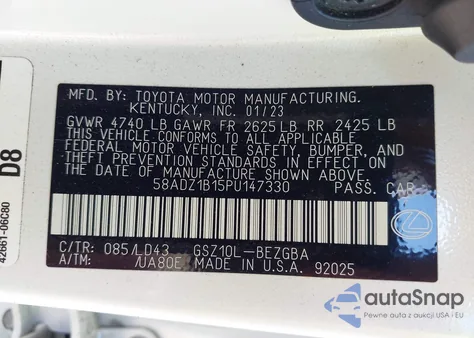 MFD. BY: TOYOTA MOTOR MANUFACTURING.
KENTUCKY, INC. 01/23
GVWR 4740 LB GAWR FR 2625 LB RR 2425 LB
THIS VEHICLE CONFORMS TO ALL APPLICABLE
FEDERAL MOTOR VEHICLE SAFETY, BUMPER, AND
THEFT PREVENTION STANDARDS IN EFFECT ON
THE DATE OF MANUFACTURE SHOWN ABOVE.
58ADZ1B15PU147330 PASS. CAR
C/TR: 085/LD43 GSZ10L-BEZGBA
A/TM: /UA80E MADE IN U.S.A. 92025
D8
42661-06C80
autoSnap
Pewne auta z aukcji USA i EU